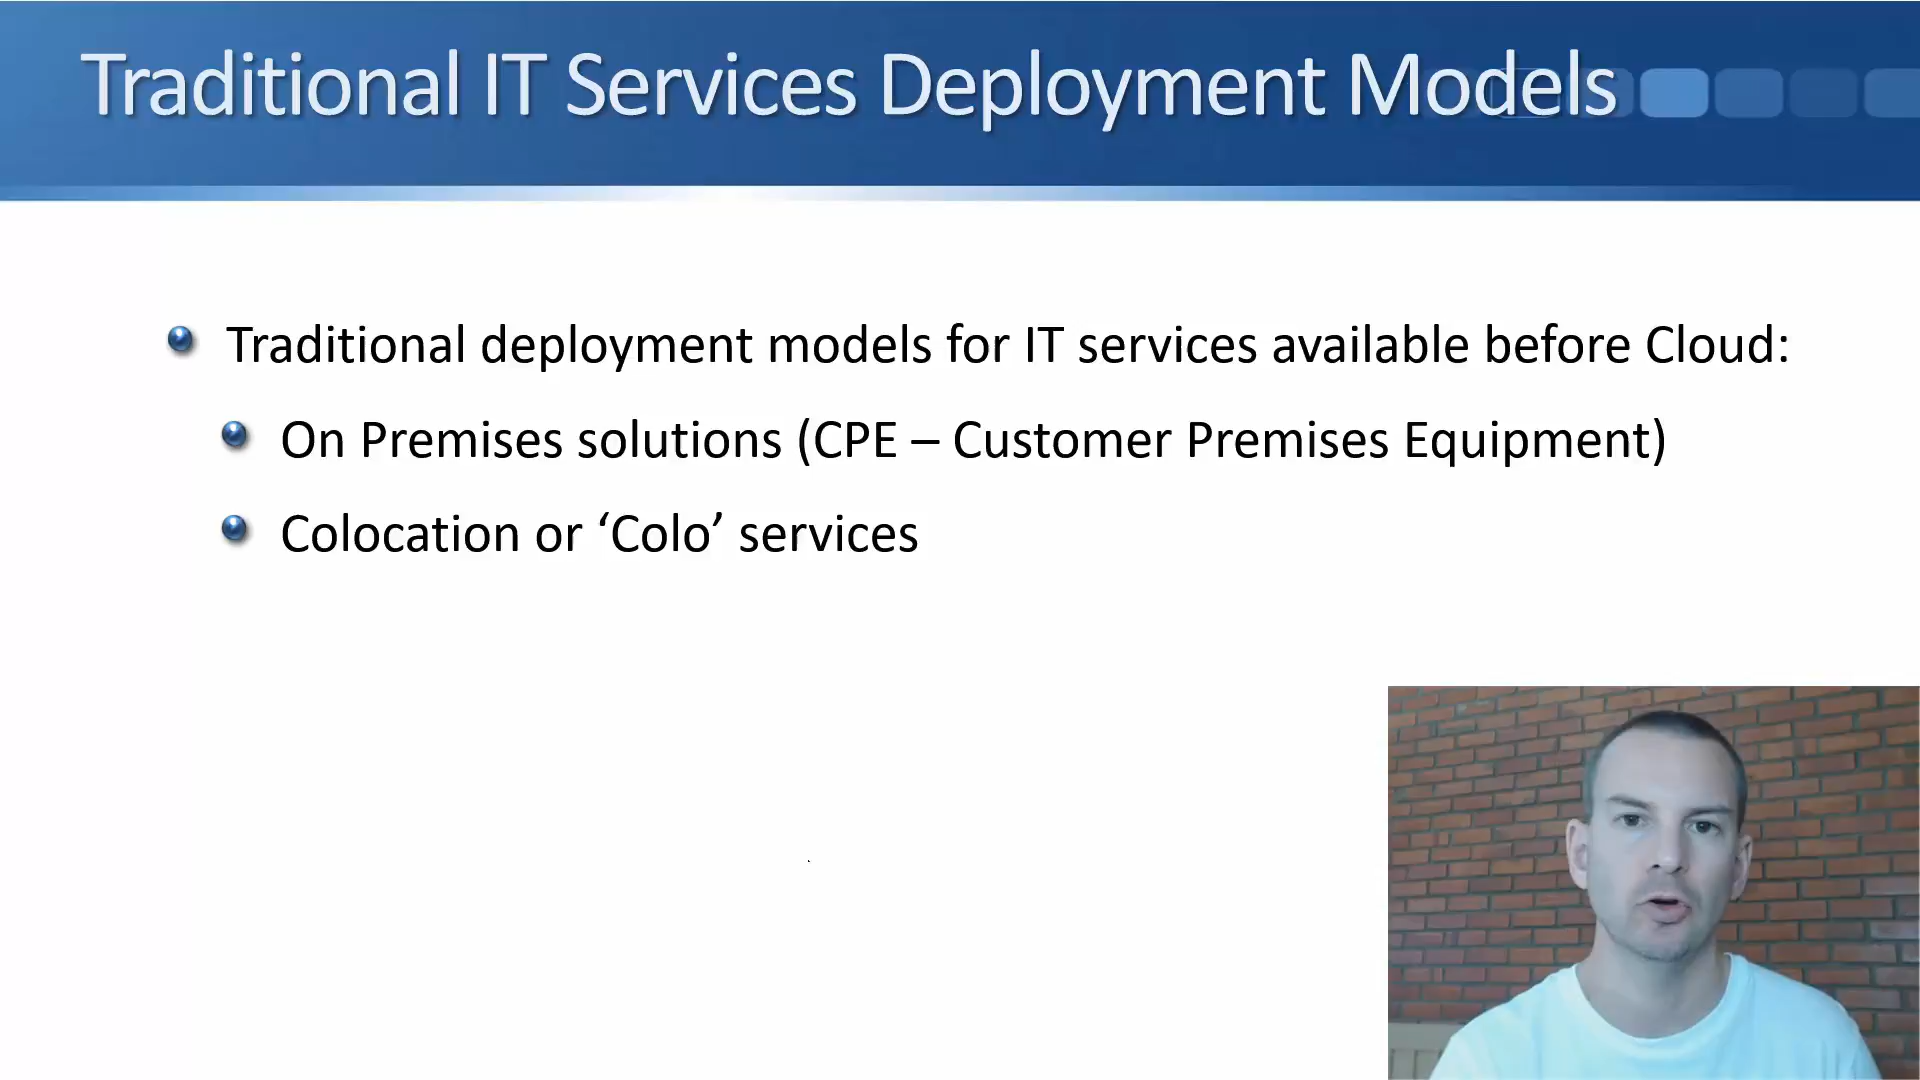 Traditional IT Services Deployment Models
Traditional deployment models for IT services available before Cloud:
On Premises solutions (CPE – Customer Premises Equipment)
Colocation or ‘Colo’ services